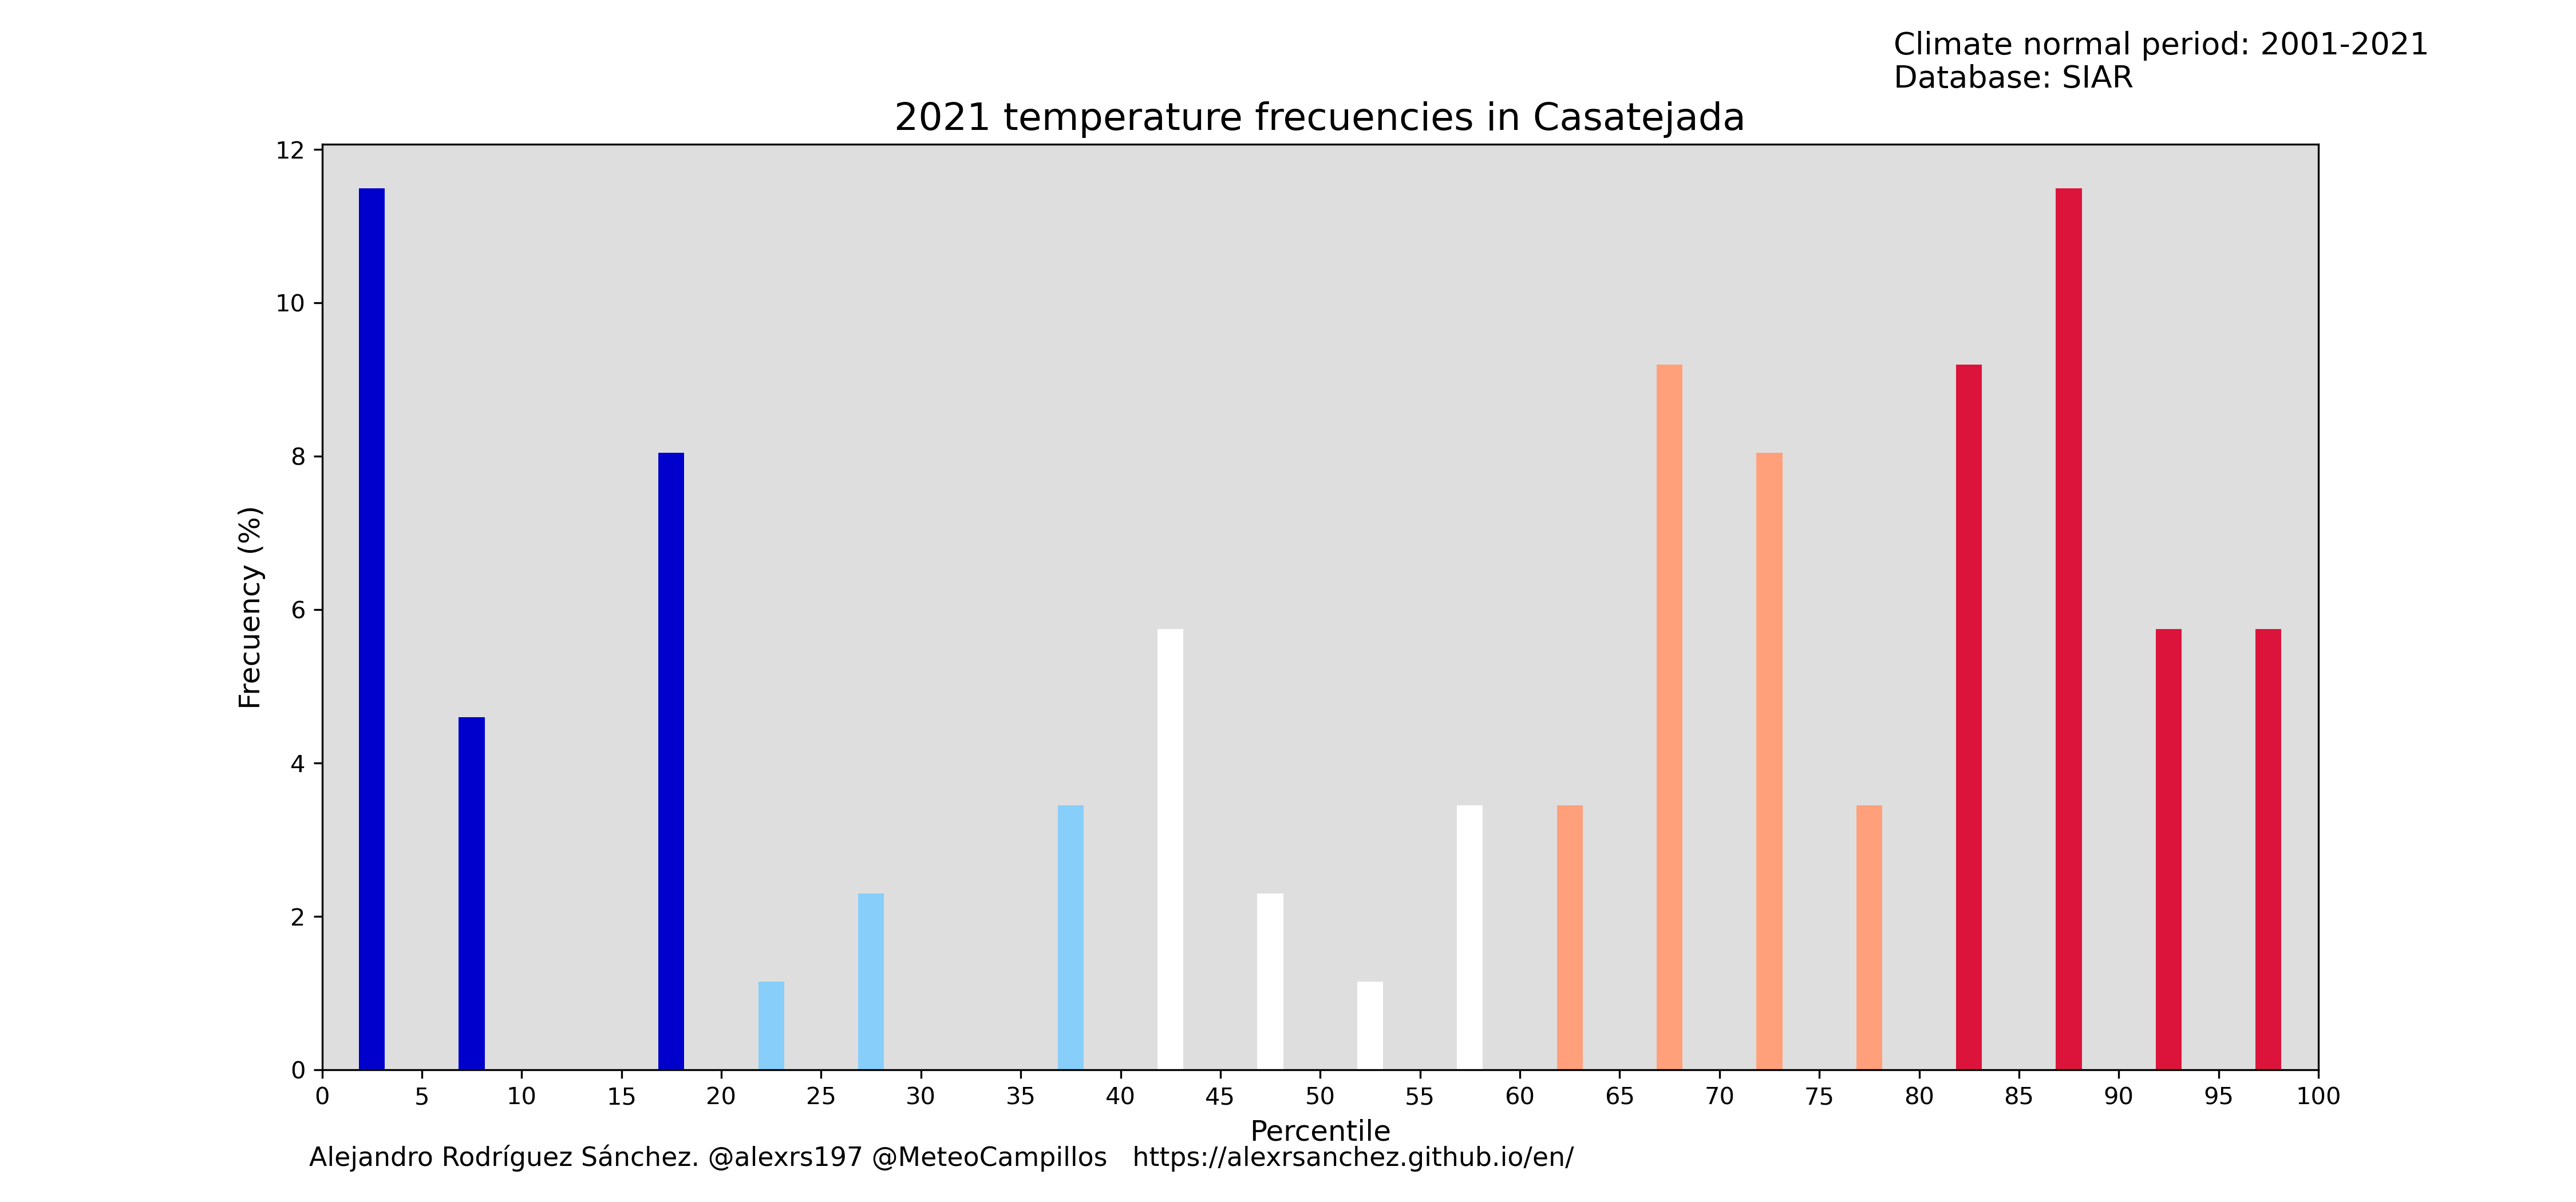 Climate normal period: 2001-2021
Database: SIAR
2021 temperature frecuencies in Casatejada
12
10
8
6
4
2
0
Frecuency (%)
0 5 10 15 20 25 30 35 40 45 50 55 60 65 70 75 80 85 90 95 100
Percentile
Alejandro Rodríguez Sánchez. @alexrs197 @MeteoCampillos https://alexrsanchez.github.io/en/